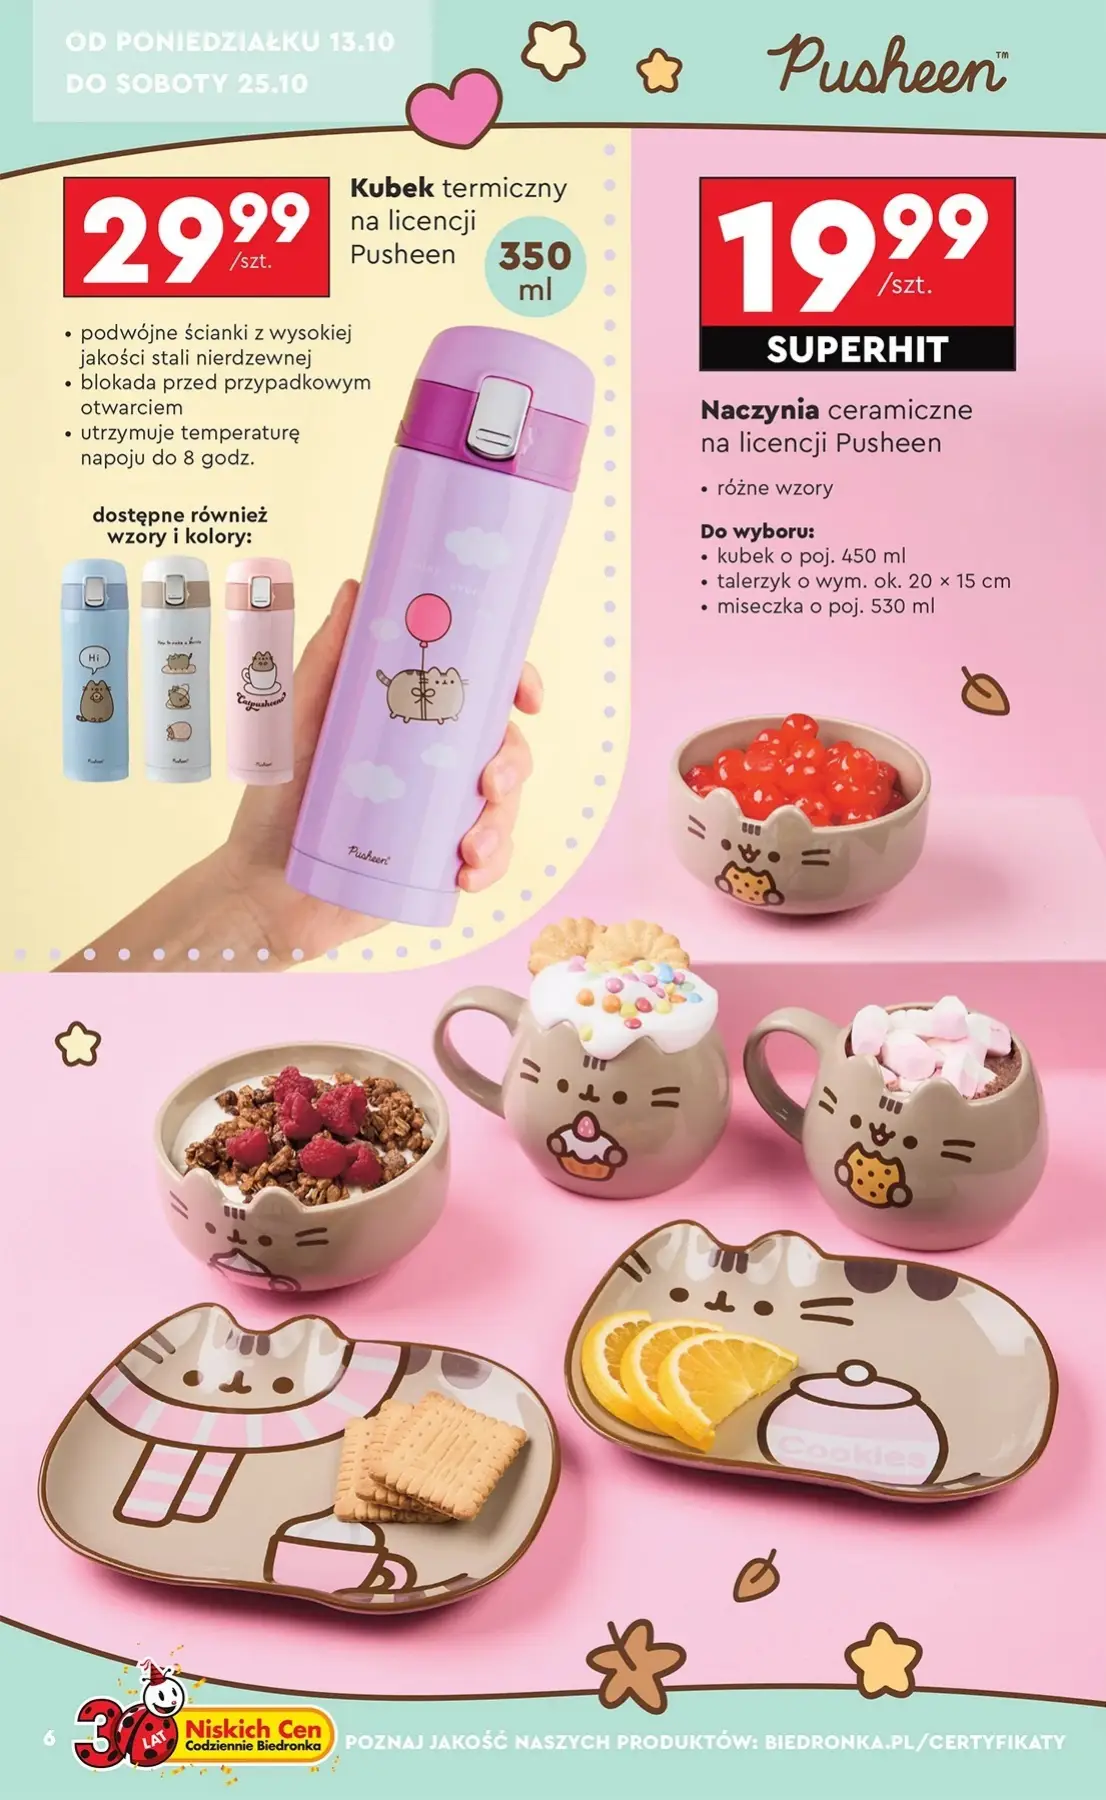 OD PONIEDZIAŁKU 13.10
DO SOBOTY 25.10
Pusheen™
29 99
/szt.
Kubek termiczny
na licencji
Pusheen
350
ml
• podwójne ścianki z wysokiej
jakości stali nierdzewnej
• blokada przed przypadkowym
otwarciem
• utrzymuje temperaturę
napoju do 8 godz.
dostępne również
wzory i kolory:
Hi
Catpusheeno
Pusheen
Pusheen
Pusheen
Pusheen
19 99
/szt.
SUPERHIT
Naczynia ceramiczne
na licencji Pusheen
• różne wzory
Do wyboru:
• kubek o poj. 450 ml
• talerzyk o wym. ok. 20 × 15 cm
• miseczka o poj. 530 ml
Cookies
6
30 LAT
Niskich Cen
Codziennie Biedronka
POZNAJ JAKOŚĆ NASZYCH PRODUKTÓW: BIEDRONKA.PL/CERTYFIKATY